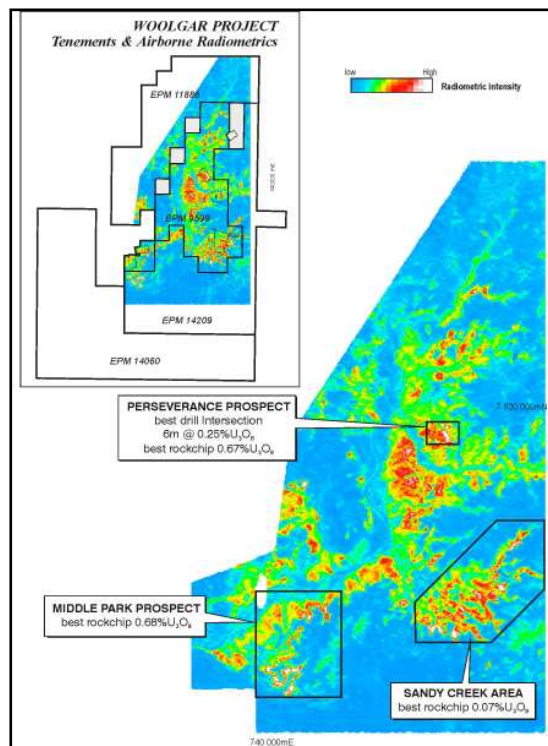 WOOLGAR PROJECT
Tenements & Airborne Radiometrics
low
High
Radiometric intensity
EPM 11886
EPM 9599
EPM 14209
EPM 14060
PERSEVERANCE PROSPECT
best drill Intersection
6m @ 0.25%U₃O₈
best rockchip 0.67%U₃O₈
7 820 000mN
MIDDLE PARK PROSPECT
best rockchip 0.68%U₃O₈
SANDY CREEK AREA
best rockchip 0.07%U₃O₈
740 000mE